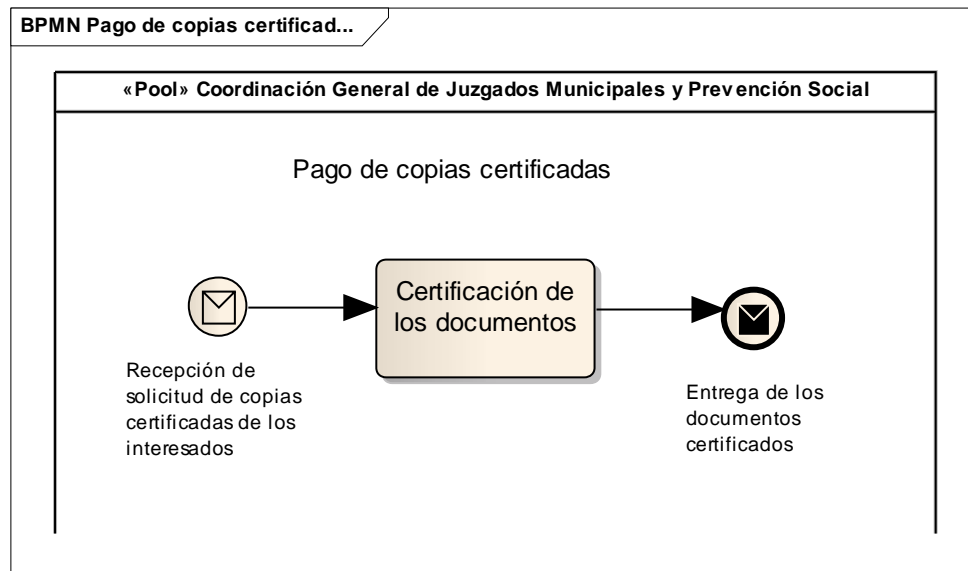 BPMN Pago de copias certificad...
«Pool» Coordinación General de Juzgados Municipales y Prevención Social
Pago de copias certificadas
Certificación de
los documentos
Recepción de
solicitud de copias
certificadas de los
interesados
Entrega de los
documentos
certificados